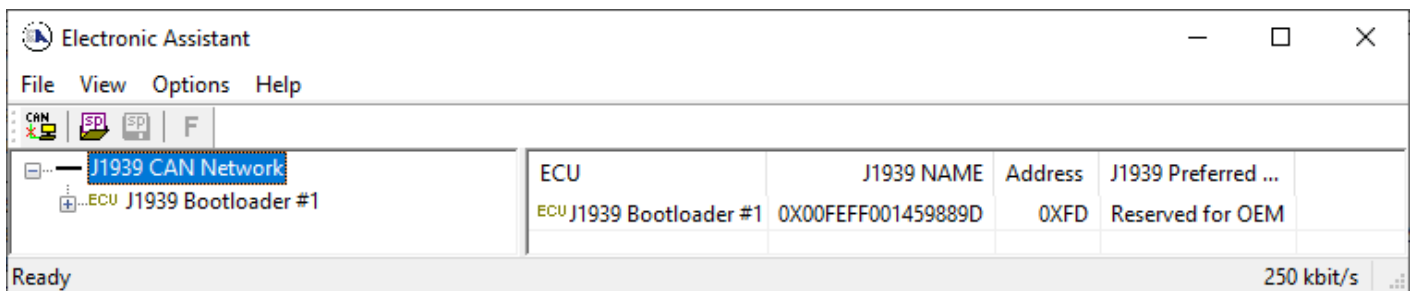 Electronic Assistant
File View Options Help
CAN SP SP F
J1939 CAN Network
ECU J1939 Bootloader #1
ECU J1939 NAME Address J1939 Preferred ...
ECU J1939 Bootloader #1 0X00FEFF001459889D 0XFD Reserved for OEM
Ready 250 kbit/s